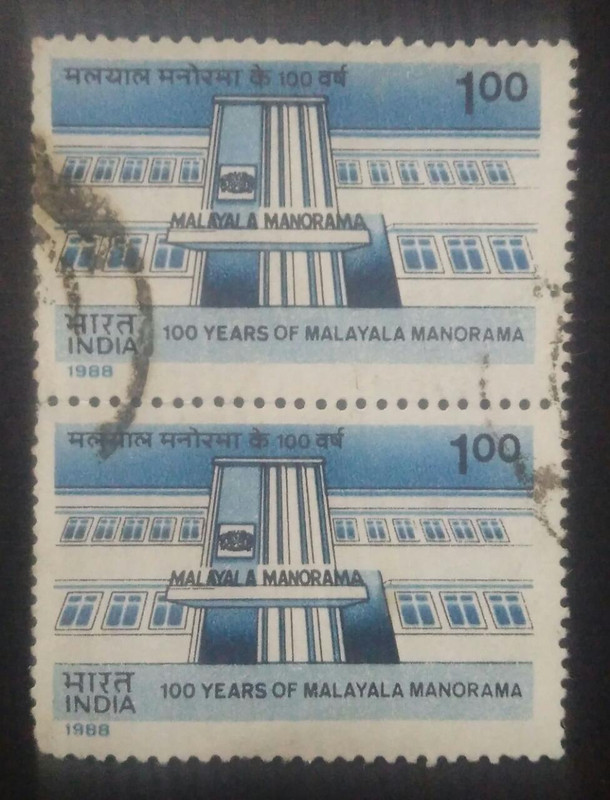 मलयाल मनोरमा के 100 वर्ष
1.00
MALAYALA MANORAMA
भारत
INDIA
100 YEARS OF MALAYALA MANORAMA
1988
मलयाल मनोरमा के 100 वर्ष
1.00
MALAYALA MANORAMA
भारत
INDIA
100 YEARS OF MALAYALA MANORAMA
1988